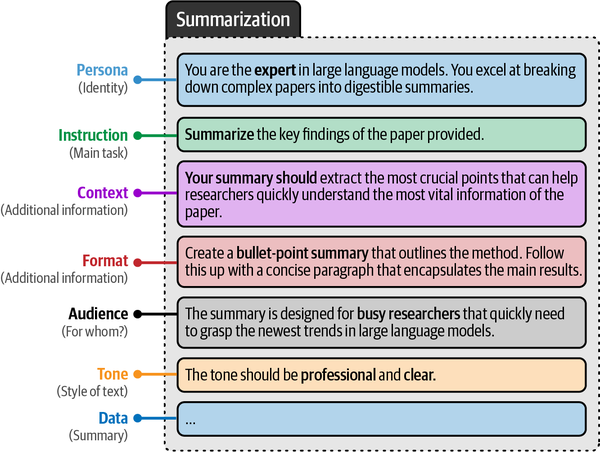 Summarization
Persona
(Identity)
You are the expert in large language models. You excel at breaking
down complex papers into digestible summaries.
Instruction
(Main task)
Summarize the key findings of the paper provided.
Context
(Additional information)
Your summary should extract the most crucial points that can help
researchers quickly understand the most vital information of the
paper.
Format
(Additional information)
Create a bullet-point summary that outlines the method. Follow
this up with a concise paragraph that encapsulates the main results.
Audience
(For whom?)
The summary is designed for busy researchers that quickly need
to grasp the newest trends in large language models.
Tone
(Style of text)
The tone should be professional and clear.
Data
(Summary)
...